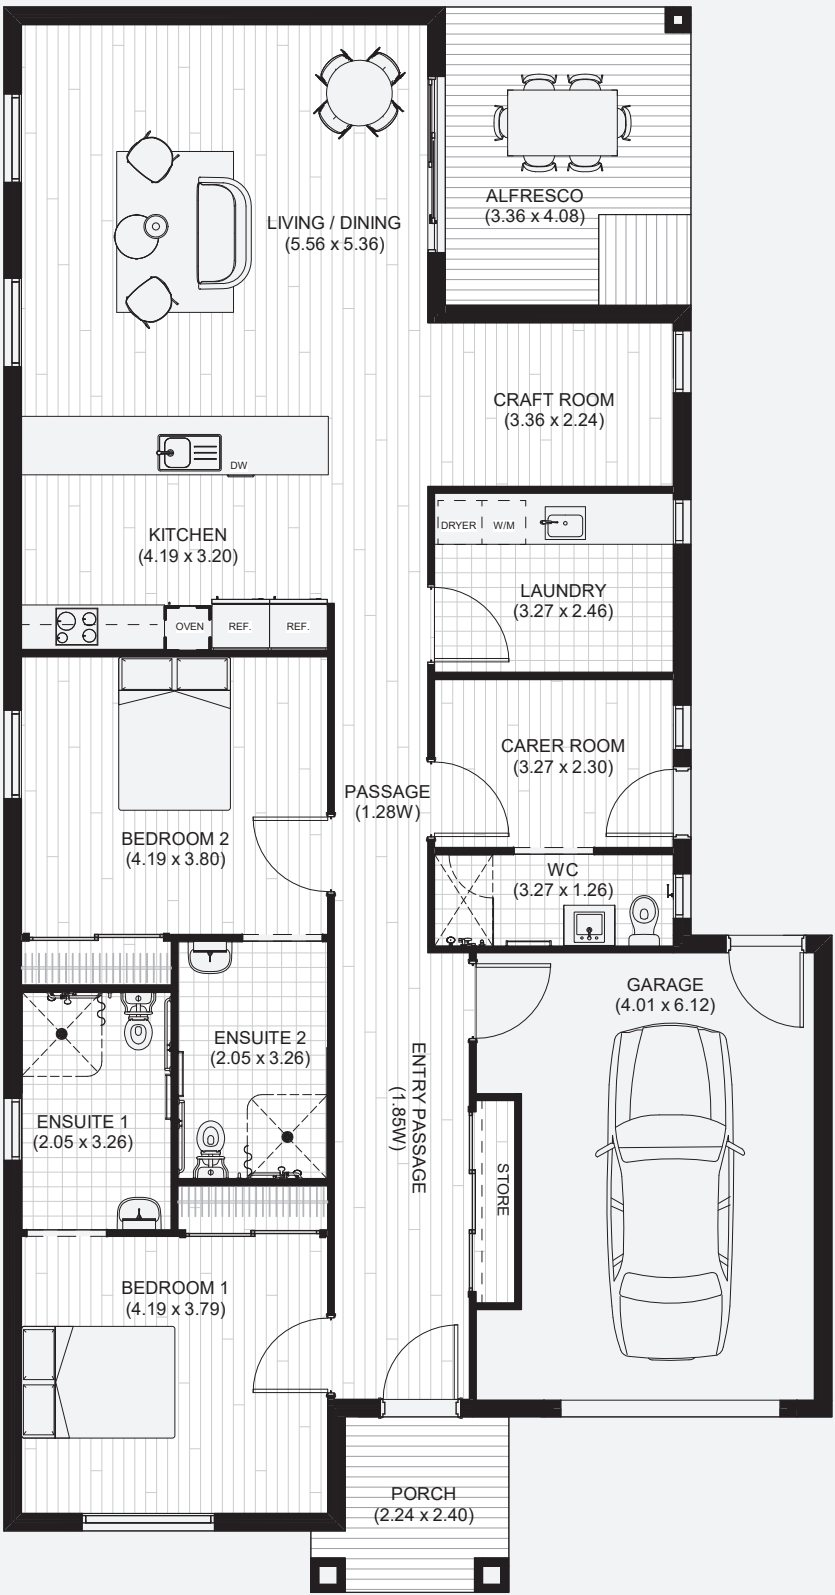 ALFRESCO
(3.36 x 4.08)
LIVING / DINING
(5.56 x 5.36)
CRAFT ROOM
(3.36 x 2.24)
DW
KITCHEN
(4.19 x 3.20)
DRYER
W/M
LAUNDRY
(3.27 x 2.46)
OVEN
REF.
REF.
CARER ROOM
(3.27 x 2.30)
PASSAGE
(1.28W)
BEDROOM 2
(4.19 x 3.80)
WC
(3.27 x 1.26)
GARAGE
(4.01 x 6.12)
ENSUITE 2
(2.05 x 3.26)
ENTRY PASSAGE
(1.85W)
ENSUITE 1
(2.05 x 3.26)
STORE
BEDROOM 1
(4.19 x 3.79)
PORCH
(2.24 x 2.40)